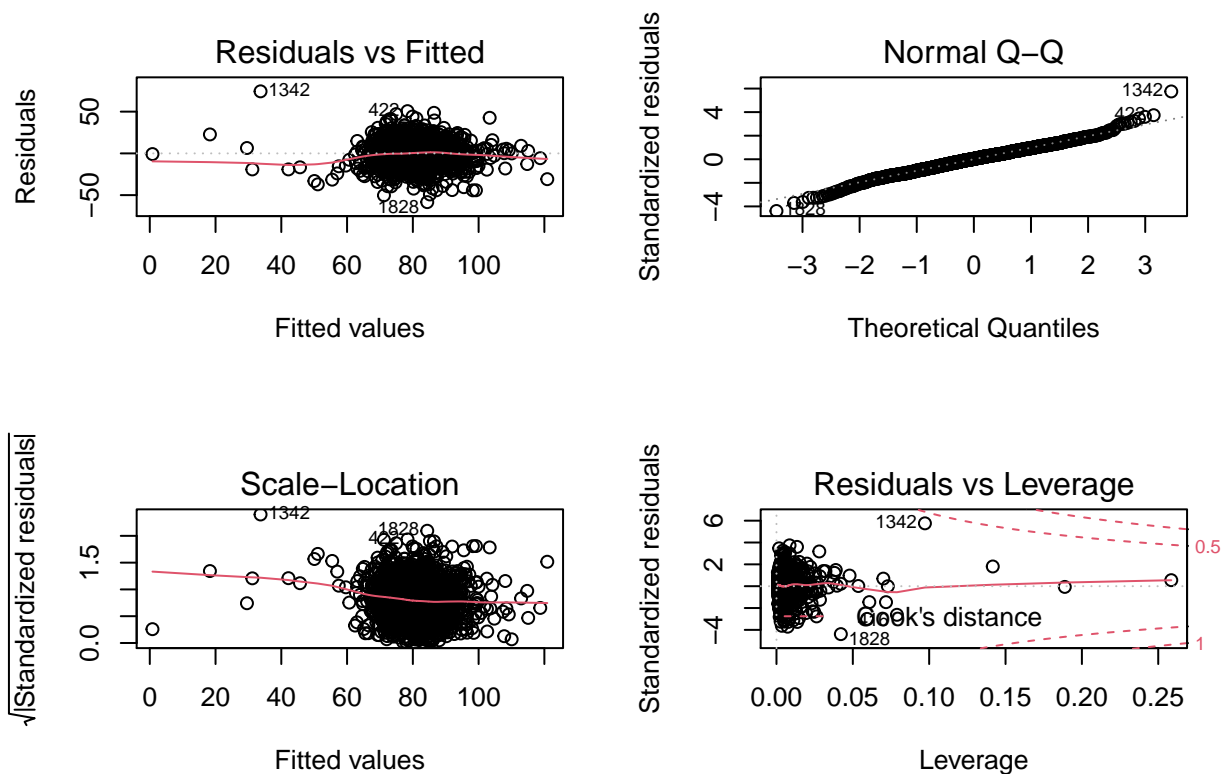 Residuals vs Fitted
Residuals
50
−50
1342
422
1828
0 20 40 60 80 100
Fitted values
Normal Q−Q
Standardized residuals
4
0
−4
1342
422
1828
−3 −2 −1 0 1 2 3
Theoretical Quantiles
Scale−Location
√|Standardized residuals|
1.5
0.0
1342
1828
422
0 20 40 60 80 100
Fitted values
Residuals vs Leverage
Standardized residuals
6
2
−4
1342
0.5
Cook's distance
1828
1
0.00 0.05 0.10 0.15 0.20 0.25
Leverage